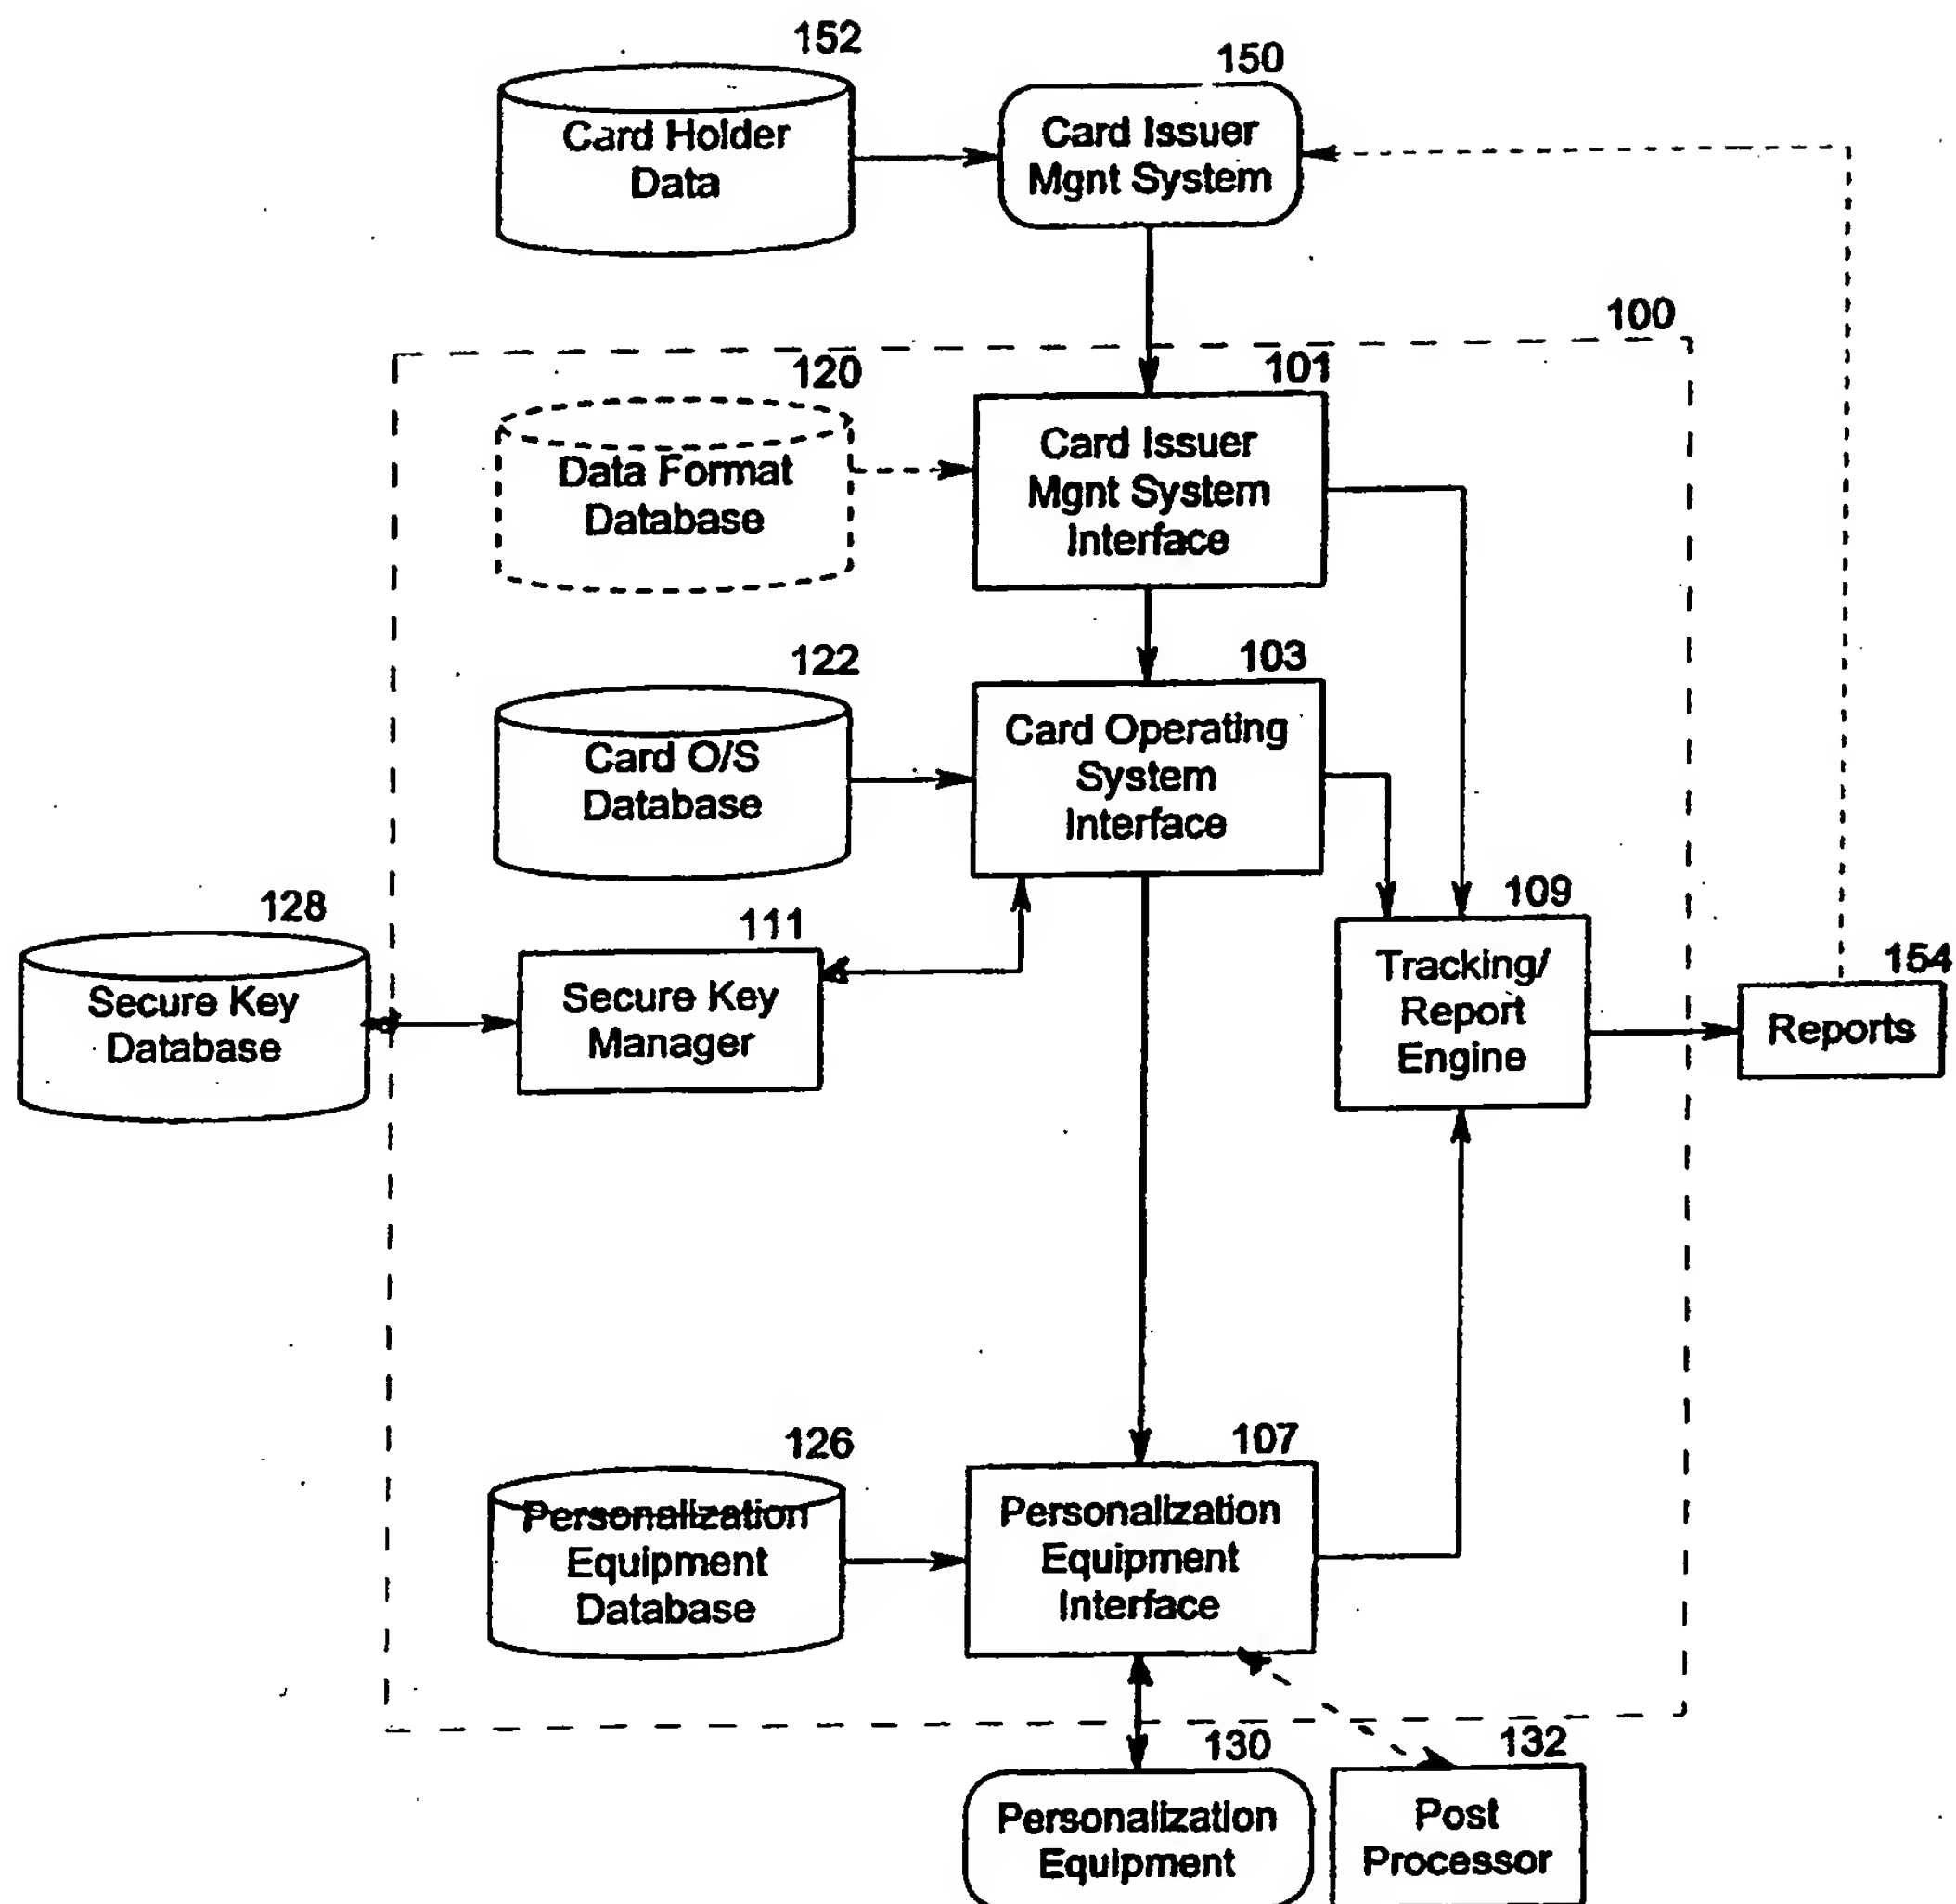 152
150
Card Holder
Data
Card Issuer
Mgnt System
100
120
101
Data Format
Database
Card Issuer
Mgnt System
Interface
122
103
Card O/S
Database
Card Operating
System
Interface
128
111
109
154
Secure Key
Database
Secure Key
Manager
Tracking/
Report
Engine
Reports
126
107
Personalization
Equipment
Database
Personalization
Equipment
Interface
130
132
Personalization
Equipment
Post
Processor